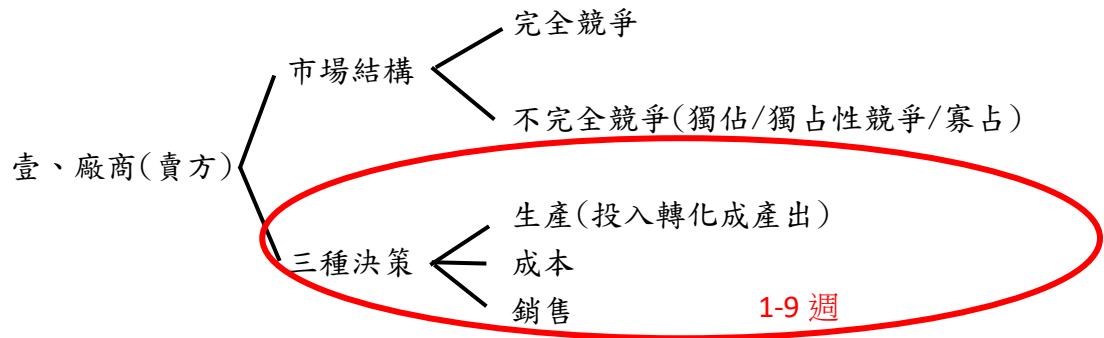 完全競爭
市場結構
不完全競爭(獨佔/獨占性競爭/寡占)
壹、廠商(賣方)
生產(投入轉化成產出)
三種決策
成本
銷售
1-9 週